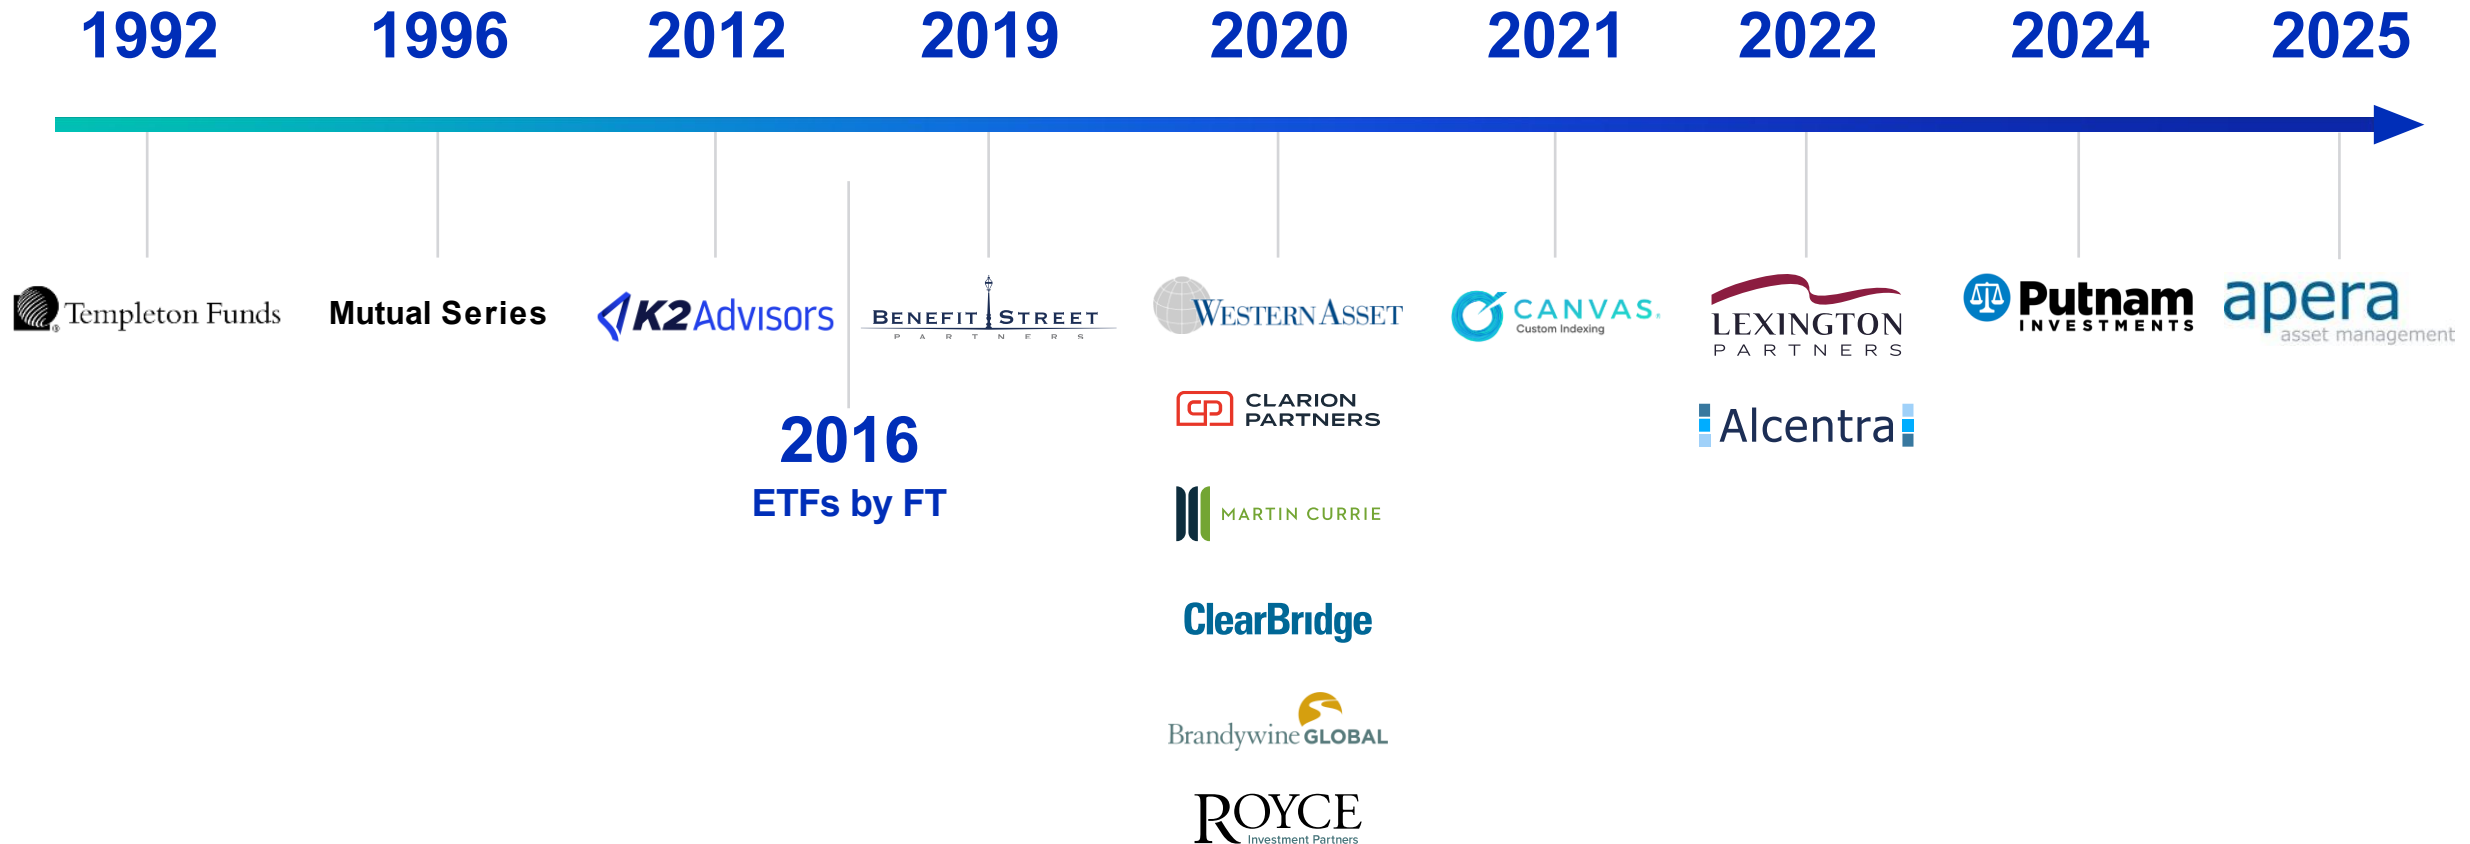 1992 1996 2012 2019 2020 2021 2022 2024 2025
Templeton Funds
®
Mutual Series
K2Advisors
BENEFIT STREET
PARTNERS
WESTERN ASSET
CANVAS®
Custom Indexing
LEXINGTON
PARTNERS
Putnam
INVESTMENTS
apera
asset management
CLARION
PARTNERS
Alcentra
2016
ETFs by FT
MARTIN CURRIE
ClearBridge
Brandywine GLOBAL
ROYCE
Investment Partners